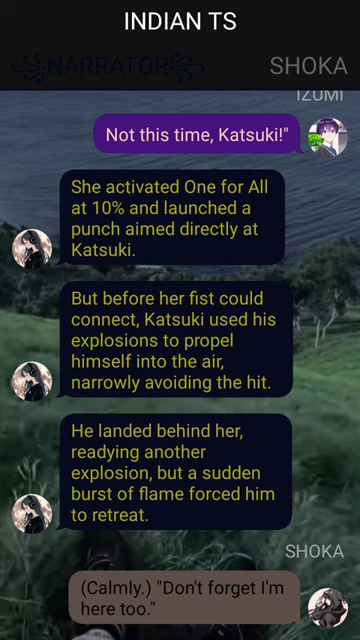 INDIAN TS
NARRATOR
SHOKA
IZUMI
Not this time, Katsuki!"
She activated One for All
at 10% and launched a
punch aimed directly at
Katsuki.
But before her fist could
connect, Katsuki used his
explosions to propel
himself into the air,
narrowly avoiding the hit.
He landed behind her,
readying another
explosion, but a sudden
burst of flame forced him
to retreat.
SHOKA
(Calmly.) "Don't forget I'm
here too."